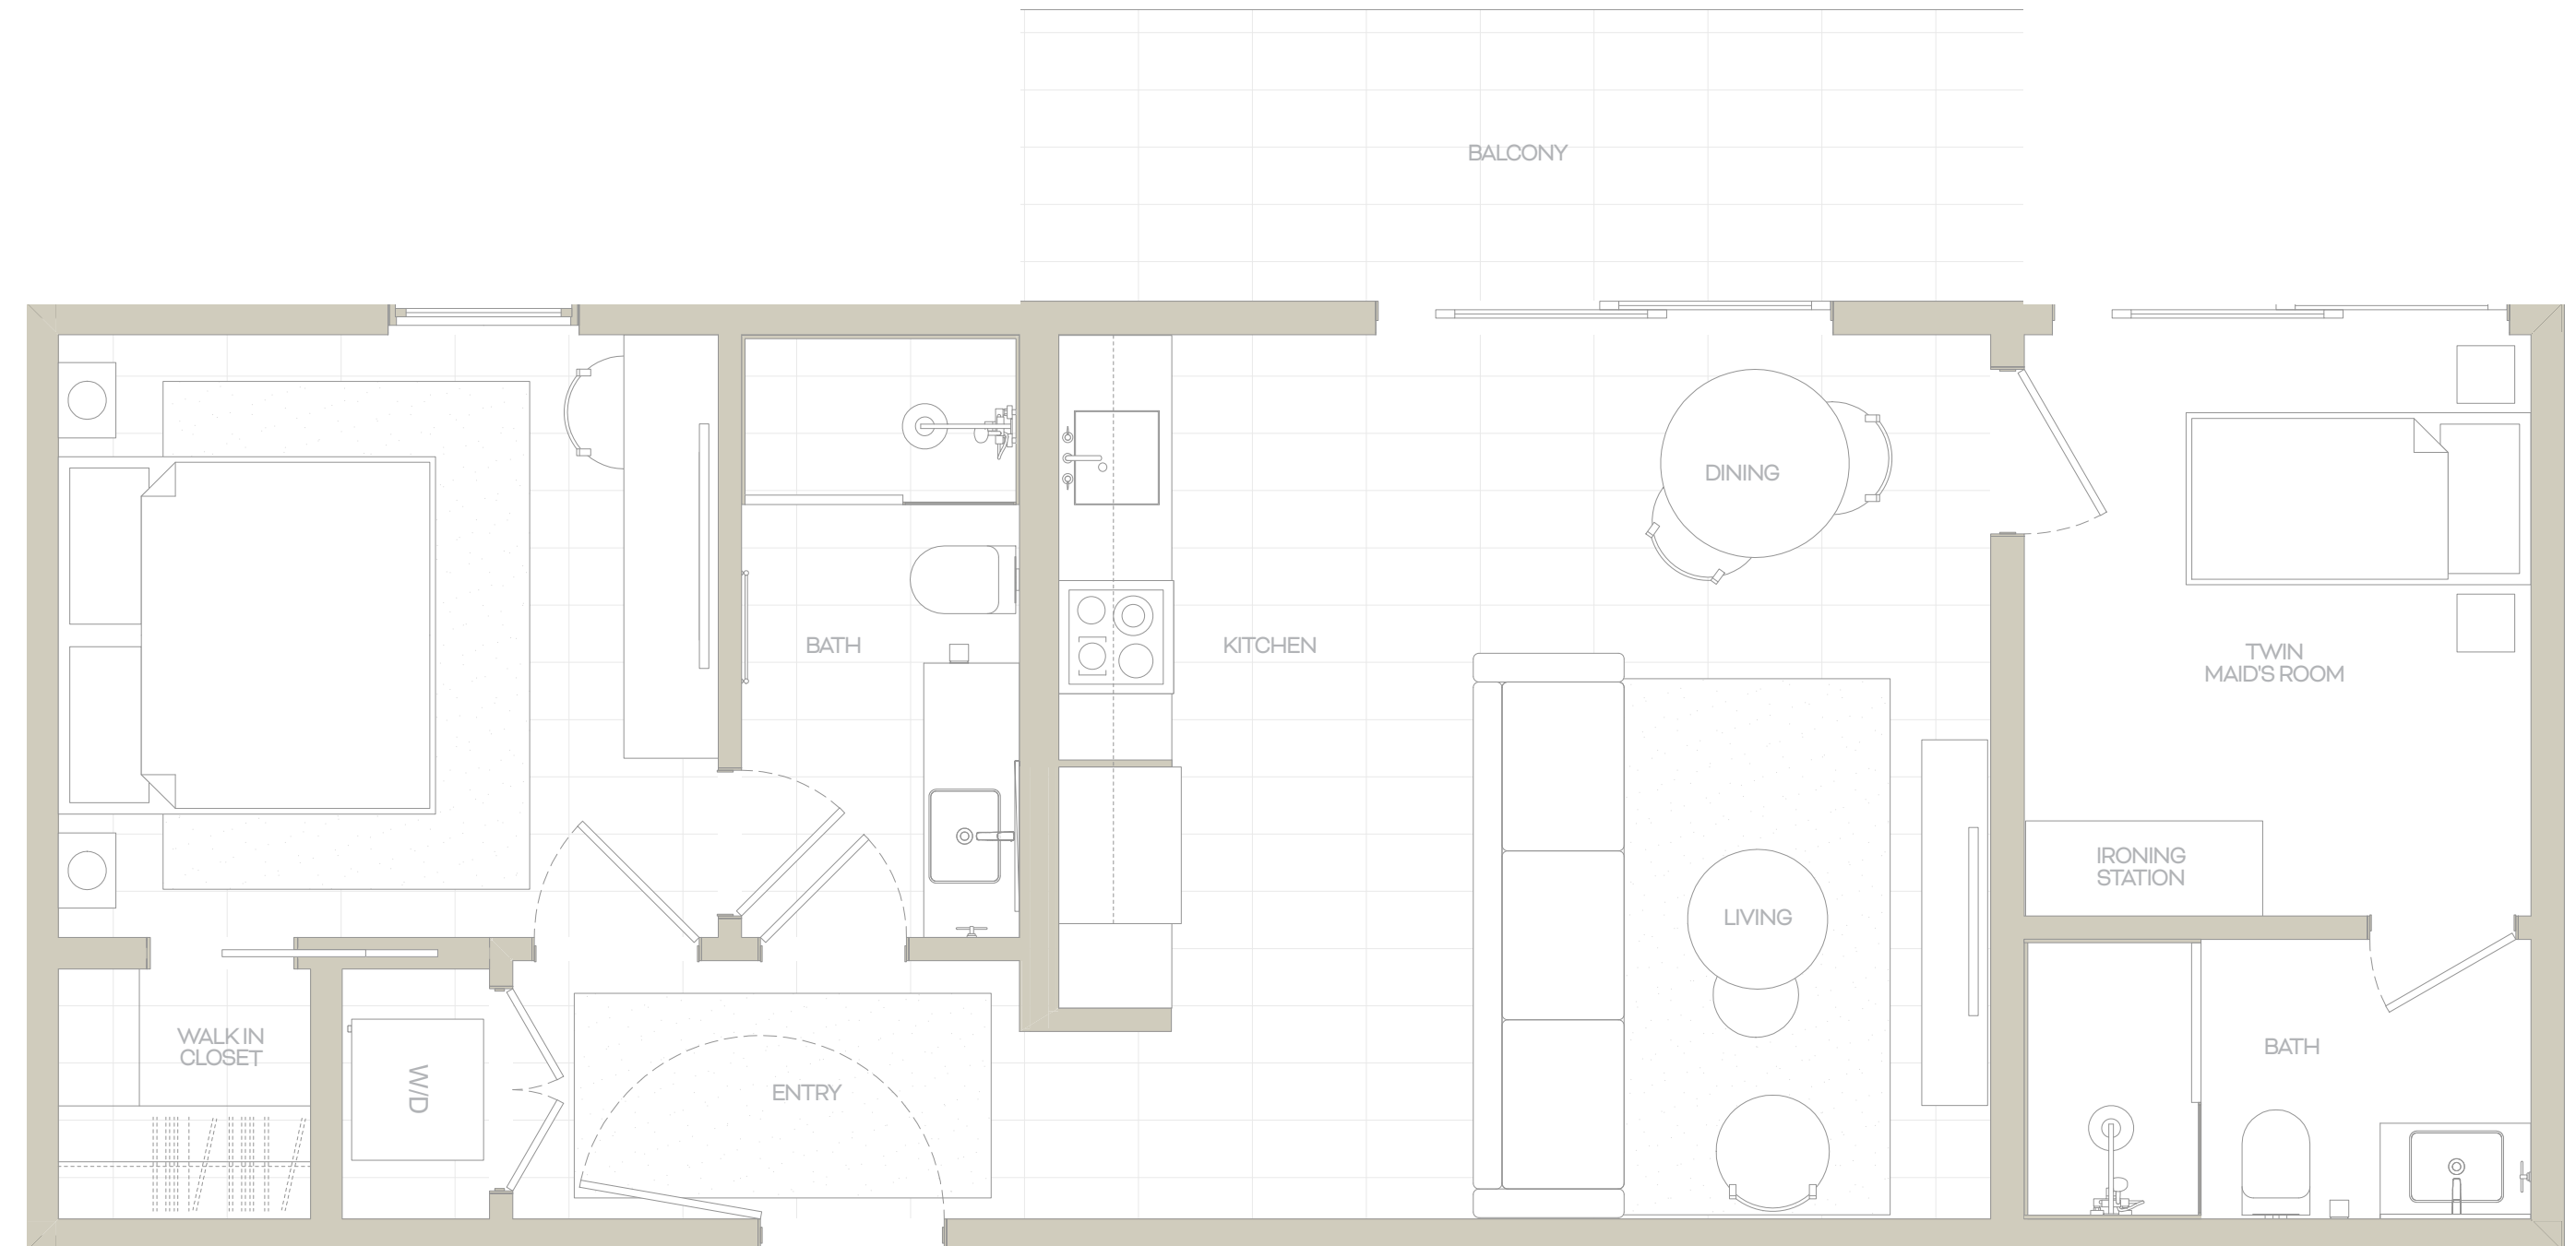 BALCONY
DINING
BATH
KITCHEN
TWIN
MAID'S ROOM
IRONING
STATION
LIVING
WALK IN
CLOSET
W/D
ENTRY
BATH